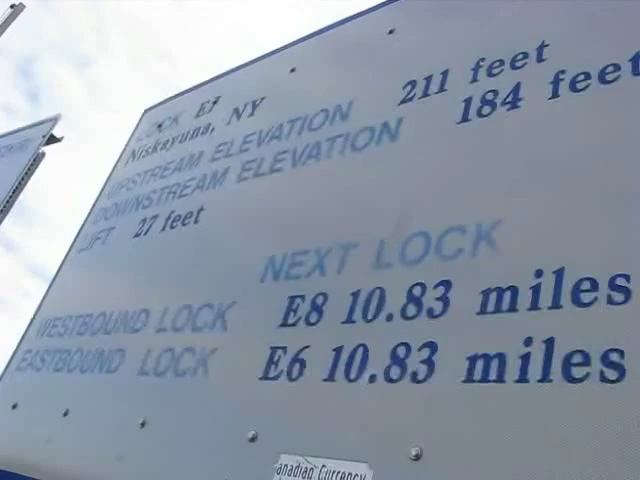 LOCK E7
Niskayuna, NY
UPSTREAM ELEVATION 211 feet
DOWNSTREAM ELEVATION 184 feet
LIFT 27 feet
NEXT LOCK
WESTBOUND LOCK E8 10.83 miles
EASTBOUND LOCK E6 10.83 miles
anadian Currency